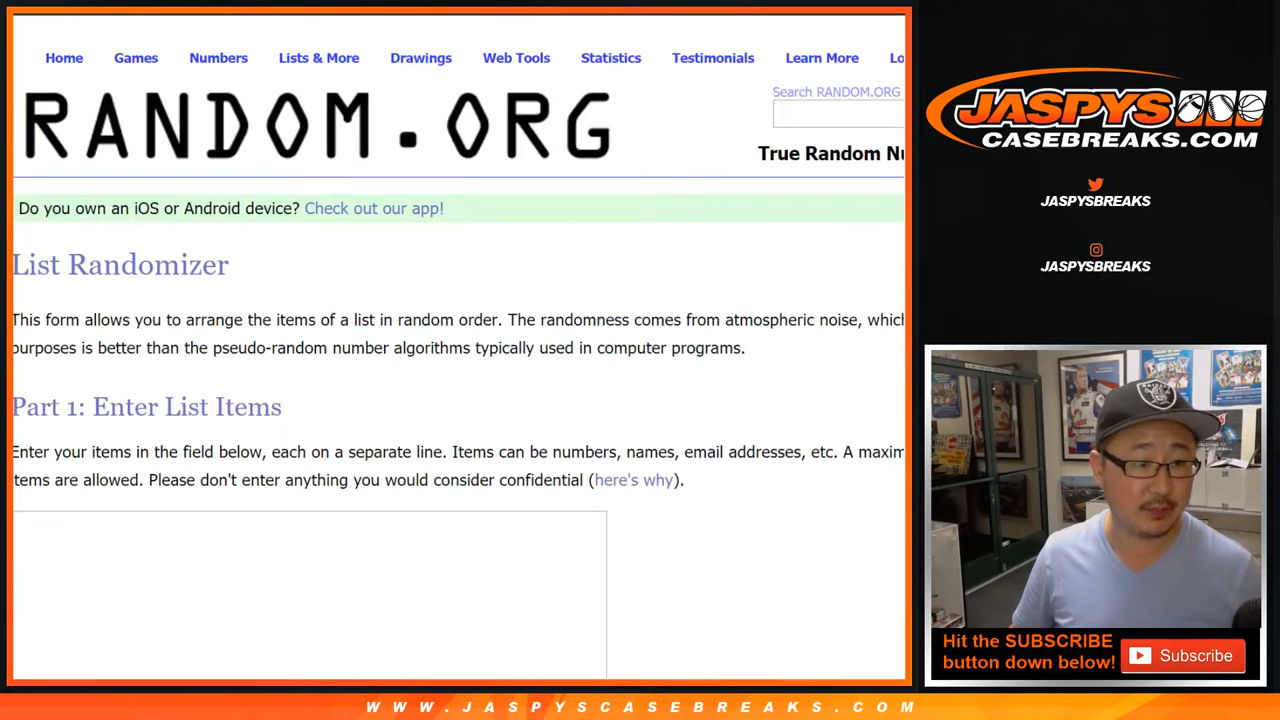 Home Games Numbers Lists & More Drawings Web Tools Statistics Testimonials Learn More Lo
Search RANDOM.ORG
RANDOM.ORG
True Random Nu
Do you own an iOS or Android device? Check out our app!
List Randomizer
This form allows you to arrange the items of a list in random order. The randomness comes from atmospheric noise, which
purposes is better than the pseudo-random number algorithms typically used in computer programs.
Part 1: Enter List Items
Enter your items in the field below, each on a separate line. Items can be numbers, names, email addresses, etc. A maxim
items are allowed. Please don't enter anything you would consider confidential (here's why).
JASPYS
CASEBREAKS.COM
JASPYSBREAKS
JASPYSBREAKS
Hit the SUBSCRIBE
button down below!
Subscribe
WWW.JASPYSCASEBREAKS.COM